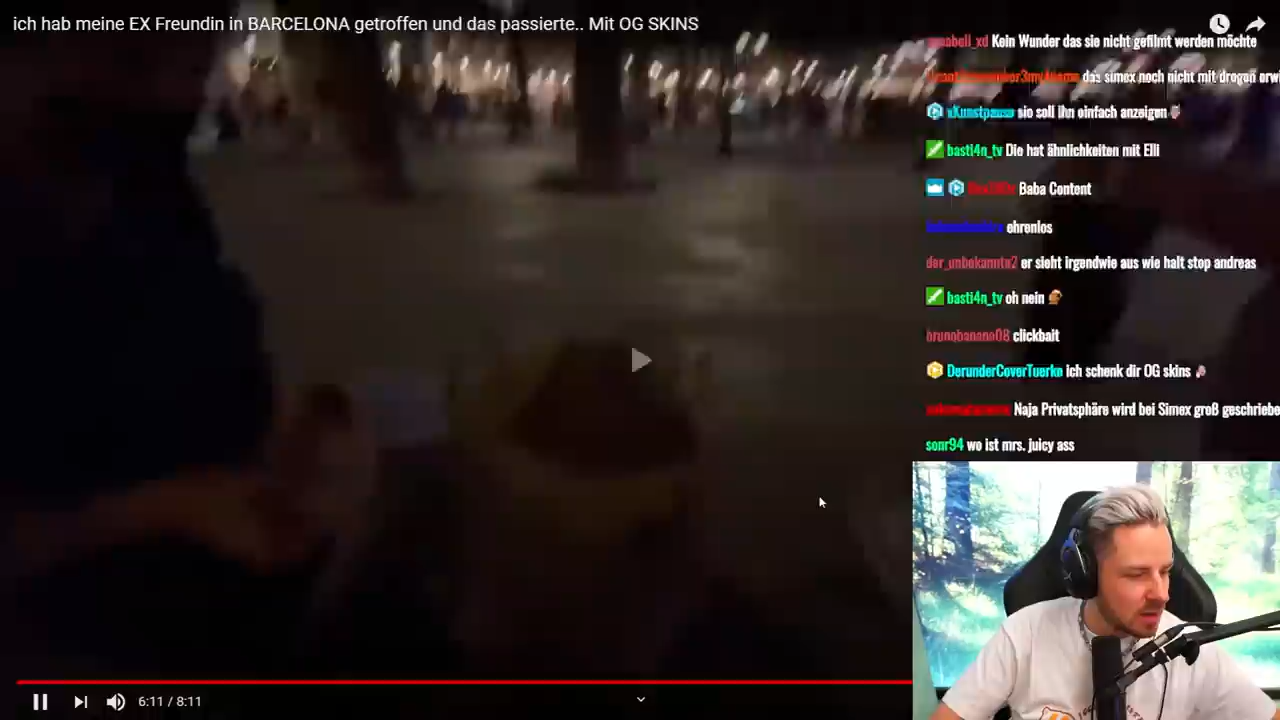 ich hab meine EX Freundin in BARCELONA getroffen und das passierte.. Mit OG SKINS
Kein Wunder das sie nicht gefilmt werden möchte
das simex noch nicht mit drogen erwi
xKunstpause sie soll ihn einfach anzeigen
basti4n_tv Die hat ähnlichkeiten mit Elli
Baba Content
ehrenlos
der_unbekannte2 er sieht irgendwie aus wie halt stop andreas
basti4n_tv oh nein
brunobanane08 clickbait
DerunderCoverTuerke ich schenk dir OG skins
Naja Privatsphäre wird bei Simex groß geschriebe
sonr94 wo ist mrs. juicy ass
6:11 / 8:11